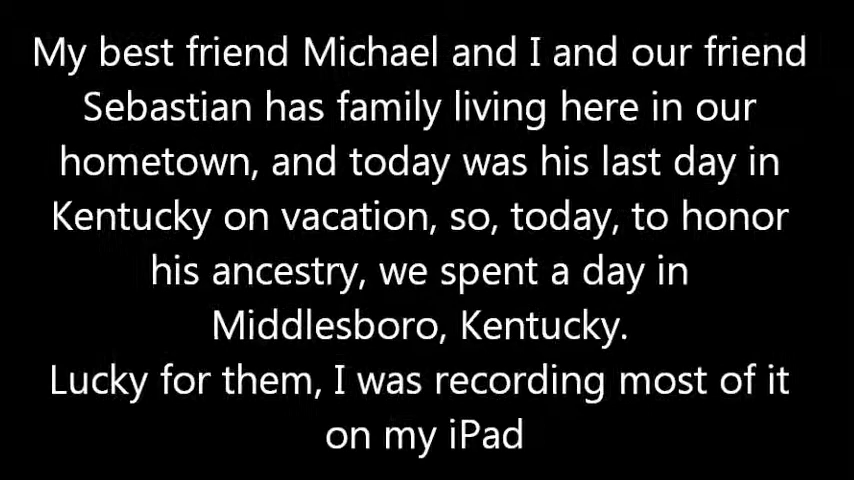 My best friend Michael and I and our friend
Sebastian has family living here in our
hometown, and today was his last day in
Kentucky on vacation, so, today, to honor
his ancestry, we spent a day in
Middlesboro, Kentucky.
Lucky for them, I was recording most of it
on my iPad